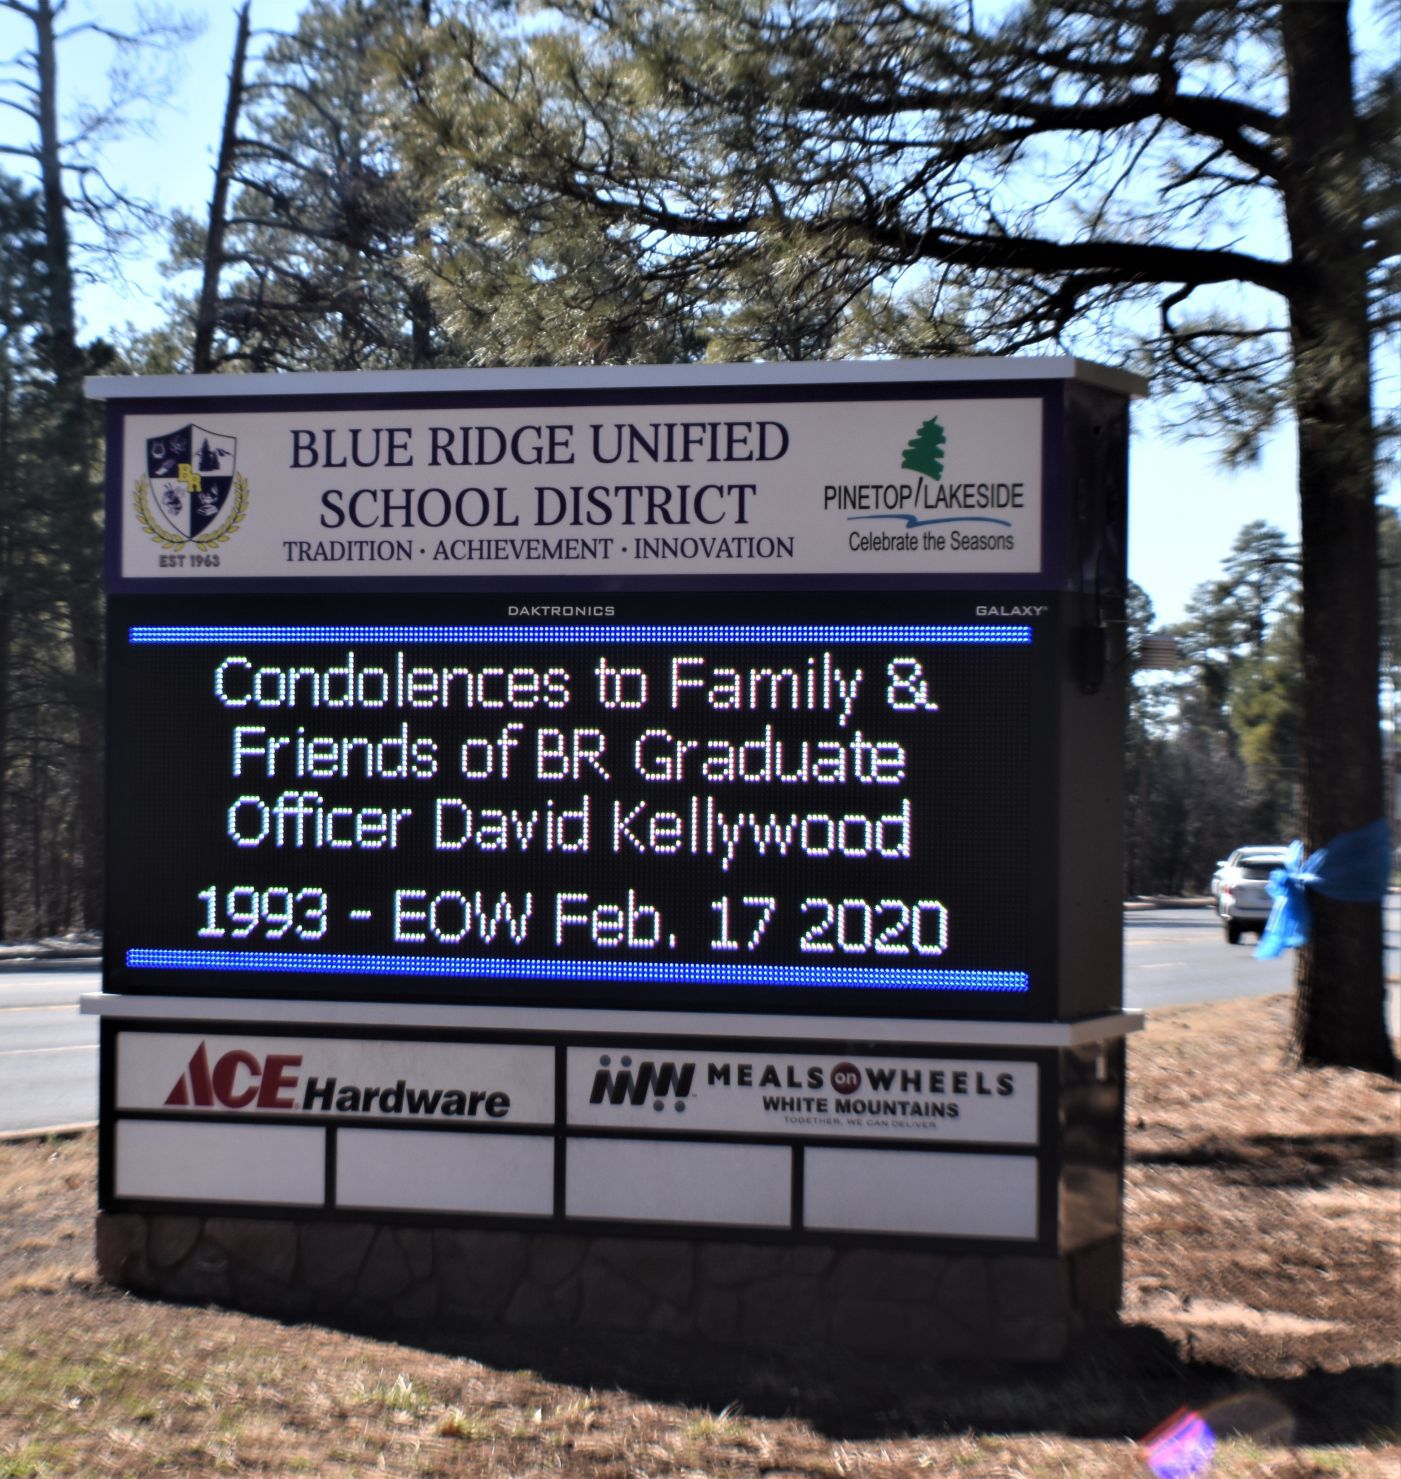 BR
EST 1963
BLUE RIDGE UNIFIED
SCHOOL DISTRICT
TRADITION · ACHIEVEMENT · INNOVATION
PINETOP/LAKESIDE
Celebrate the Seasons
DAKTRONICS
GALAXY®
Condolences to Family &
Friends of BR Graduate
Officer David Kellywood
1993 - EOW Feb. 17 2020
ACE Hardware
MEALS on WHEELS
WHITE MOUNTAINS
TOGETHER, WE CAN DELIVER.